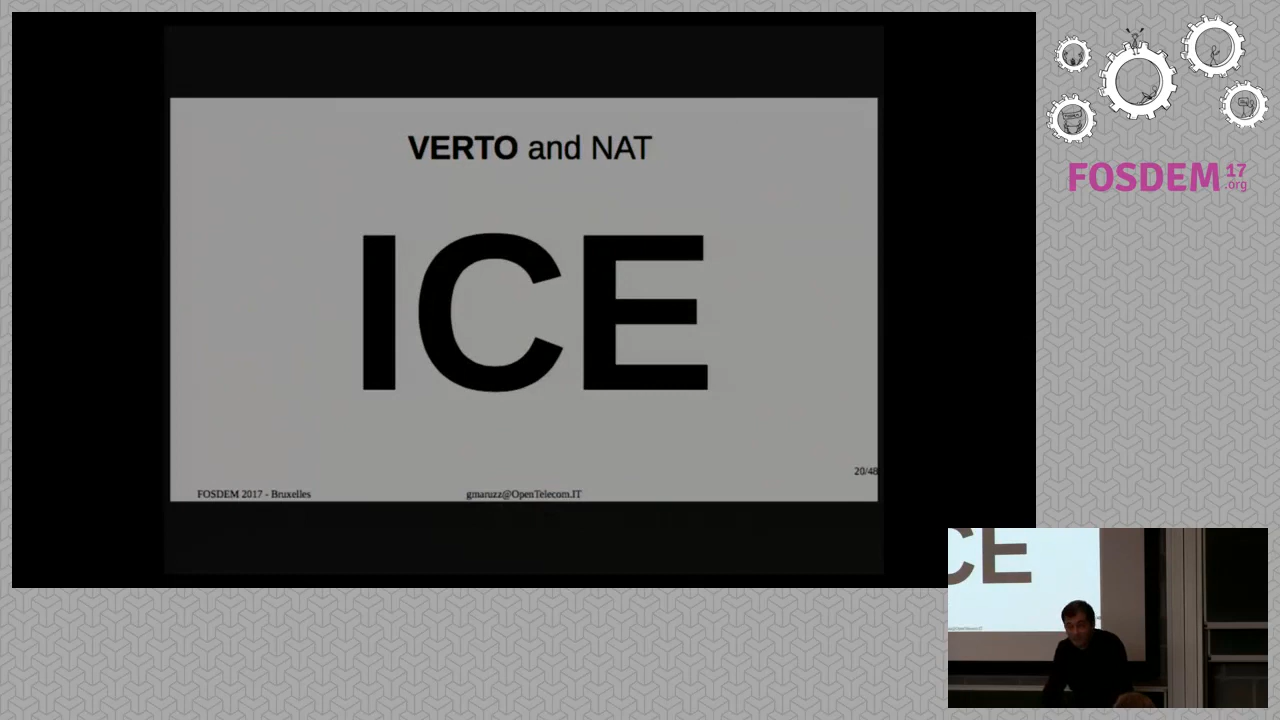 VERTO and NAT
ICE
20/48
FOSDEM 2017 - Bruxelles
gmaruzz@OpenTelecom.IT
FOSDEM 17
.org
CE